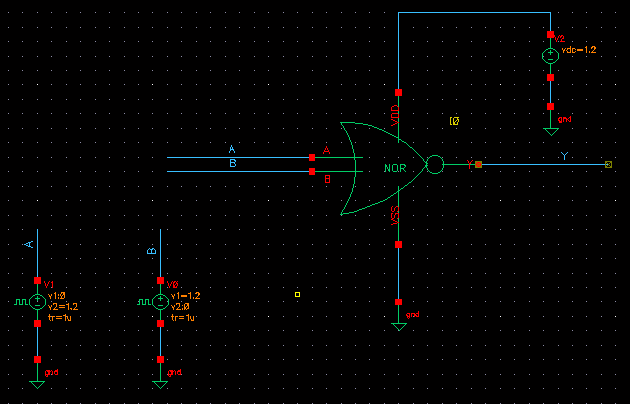 V2
vdc=1.2
gnd
VDD
I0
A
A
B
B
NOR
Y
Y
VSS
gnd
A
V1
v1:0
v2=1.2
tr=1u
gnd
B
V0
v1=1.2
v2:0
tr=1u
gnd